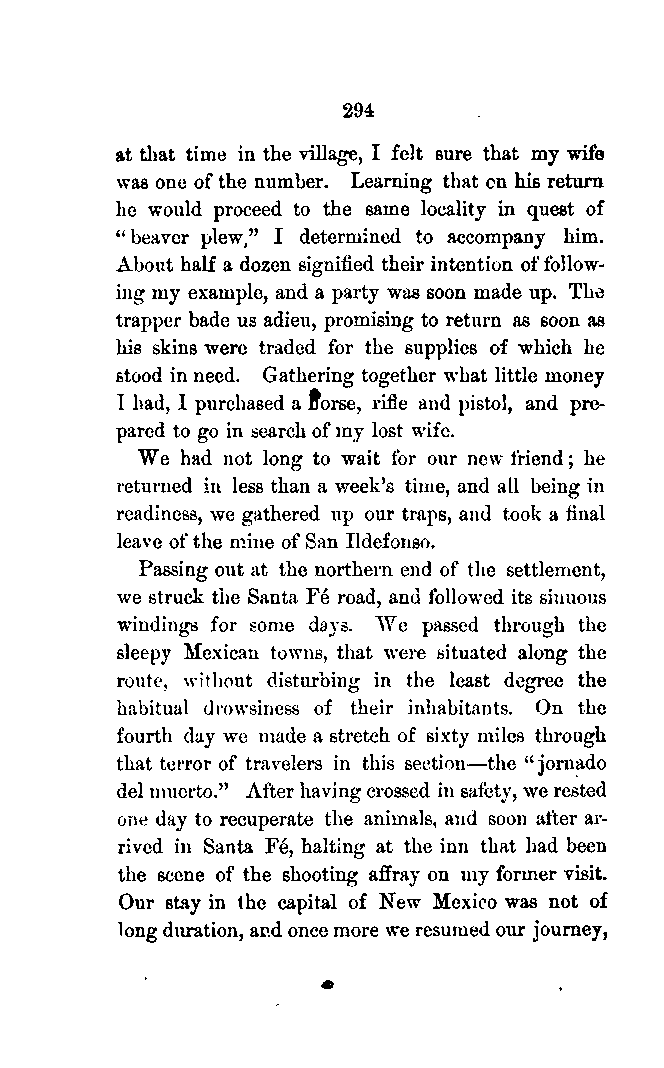 294
at that time in the village, I felt sure that my wife
was one of the number. Learning that on his return
he would proceed to the same locality in quest of
“beaver plew,” I determined to accompany him.
About half a dozen signified their intention of follow-
ing my example, and a party was soon made up. The
trapper bade us adieu, promising to return as soon as
his skins were traded for the supplies of which he
stood in need. Gathering together what little money
I had, I purchased a horse, rifle and pistol, and pre-
pared to go in search of my lost wife.
We had not long to wait for our new friend; he
returned in less than a week's time, and all being in
readiness, we gathered up our traps, and took a final
leave of the mine of San Ildefonso.
Passing out at the northern end of the settlement,
we struck the Santa Fé road, and followed its sinuous
windings for some days. We passed through the
sleepy Mexican towns, that were situated along the
route, without disturbing in the least degree the
habitual drowsiness of their inhabitants. On the
fourth day we made a stretch of sixty miles through
that terror of travelers in this section—the “jornado
del muerto.” After having crossed in safety, we rested
one day to recuperate the animals, and soon after ar-
rived in Santa Fé, halting at the inn that had been
the scene of the shooting affray on my former visit.
Our stay in the capital of New Mexico was not of
long duration, and once more we resumed our journey,